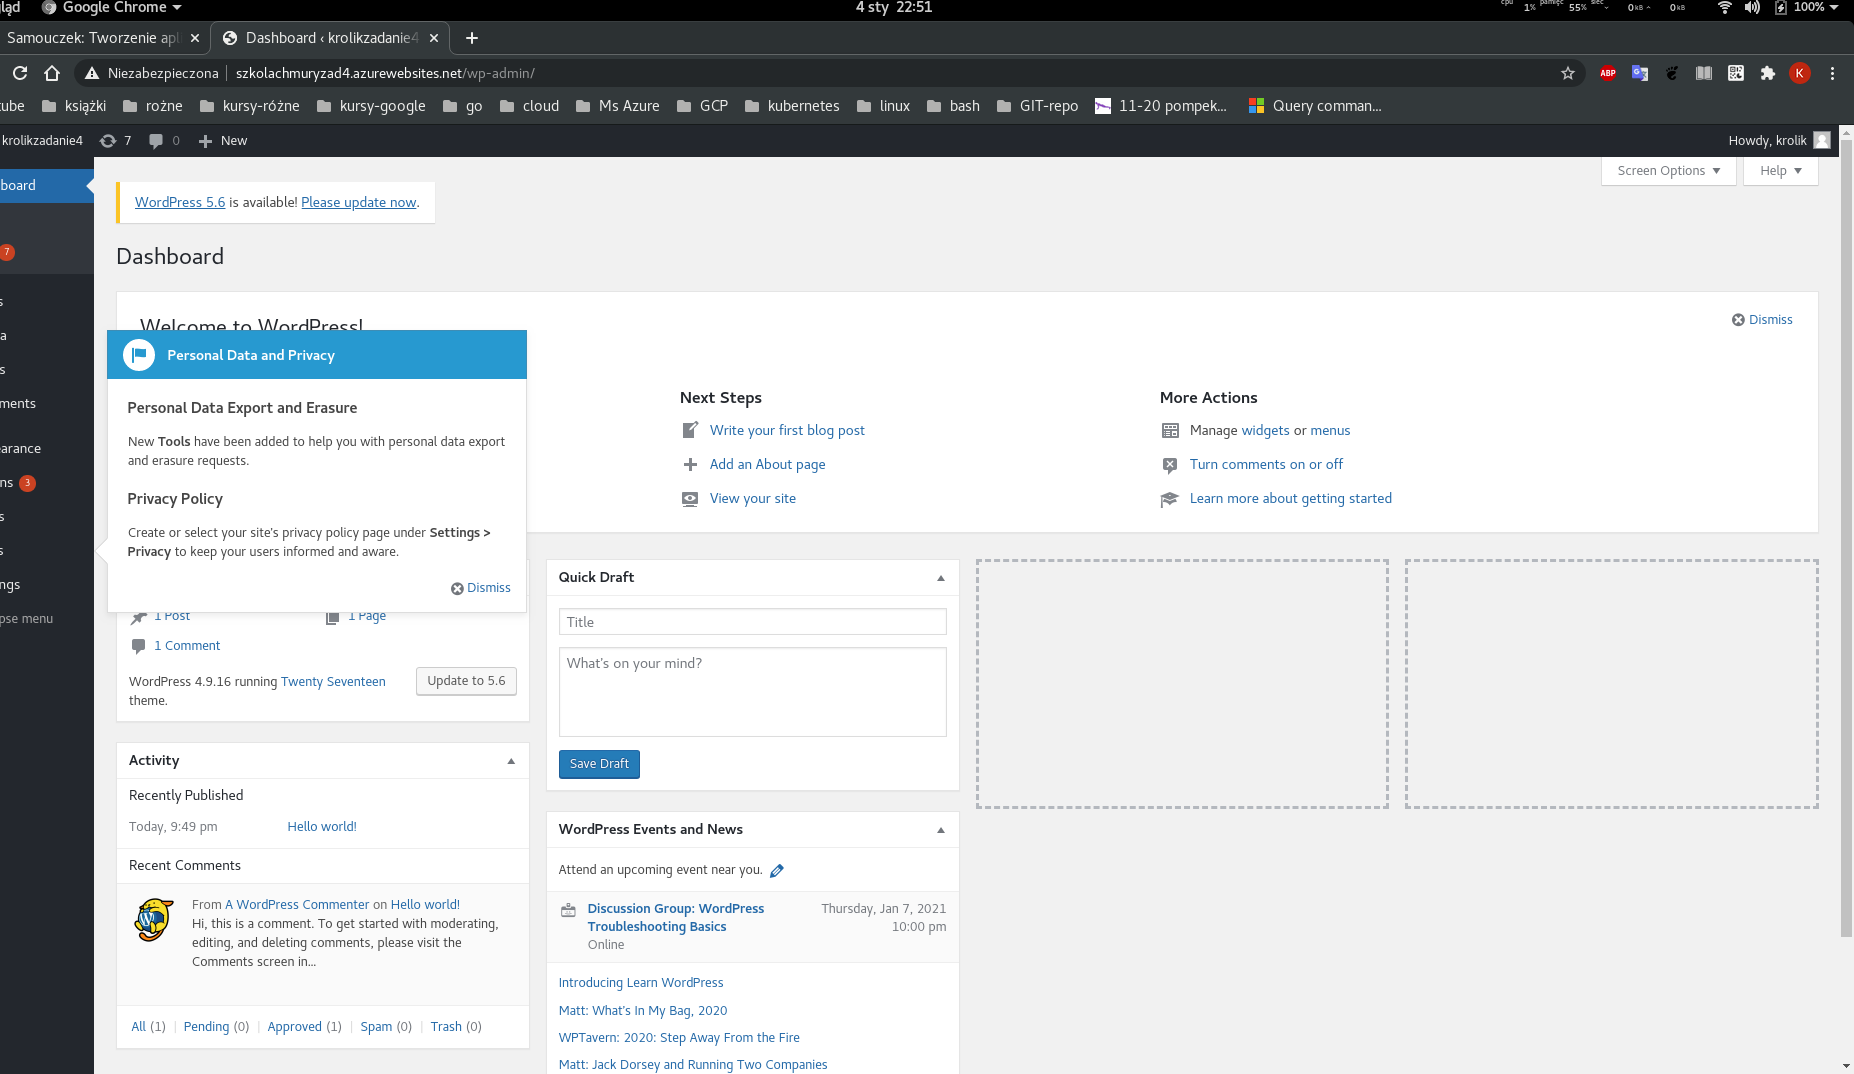 ląd Google Chrome 4 sty 22:51 cpu 1% pamięć 55% sieć 0 kB 0 kB 100%
Samouczek: Tworzenie apl Dashboard ‹ krolikzadanie4
Niezabezpieczona szkolachmuryzad4.azurewebsites.net/wp-admin/ ABP K
ube książki rożne kursy-różne kursy-google go cloud Ms Azure GCP kubernetes linux bash GIT-repo 11-20 pompek... Query comman...
krolikzadanie4 7 0 New Howdy, krolik
board
7
s
a
s
ments
earance
ns 3
s
s
ngs
pse menu
Screen Options Help
WordPress 5.6 is available! Please update now.
Dashboard
Welcome to WordPress!
Dismiss
Personal Data and Privacy
Personal Data Export and Erasure
New Tools have been added to help you with personal data export
and erasure requests.
Privacy Policy
Create or select your site's privacy policy page under Settings >
Privacy to keep your users informed and aware.
Dismiss
Next Steps
Write your first blog post
Add an About page
View your site
More Actions
Manage widgets or menus
Turn comments on or off
Learn more about getting started
1 Post 1 Page
1 Comment
WordPress 4.9.16 running Twenty Seventeen
theme.
Update to 5.6
Activity
Recently Published
Today, 9:49 pm Hello world!
Recent Comments
From A WordPress Commenter on Hello world!
Hi, this is a comment. To get started with moderating,
editing, and deleting comments, please visit the
Comments screen in…
All (1) | Pending (0) | Approved (1) | Spam (0) | Trash (0)
Quick Draft
Title
What's on your mind?
Save Draft
WordPress Events and News
Attend an upcoming event near you.
Discussion Group: WordPress
Troubleshooting Basics
Online
Thursday, Jan 7, 2021
10:00 pm
Introducing Learn WordPress
Matt: What's In My Bag, 2020
WPTavern: 2020: Step Away From the Fire
Matt: Jack Dorsey and Running Two Companies